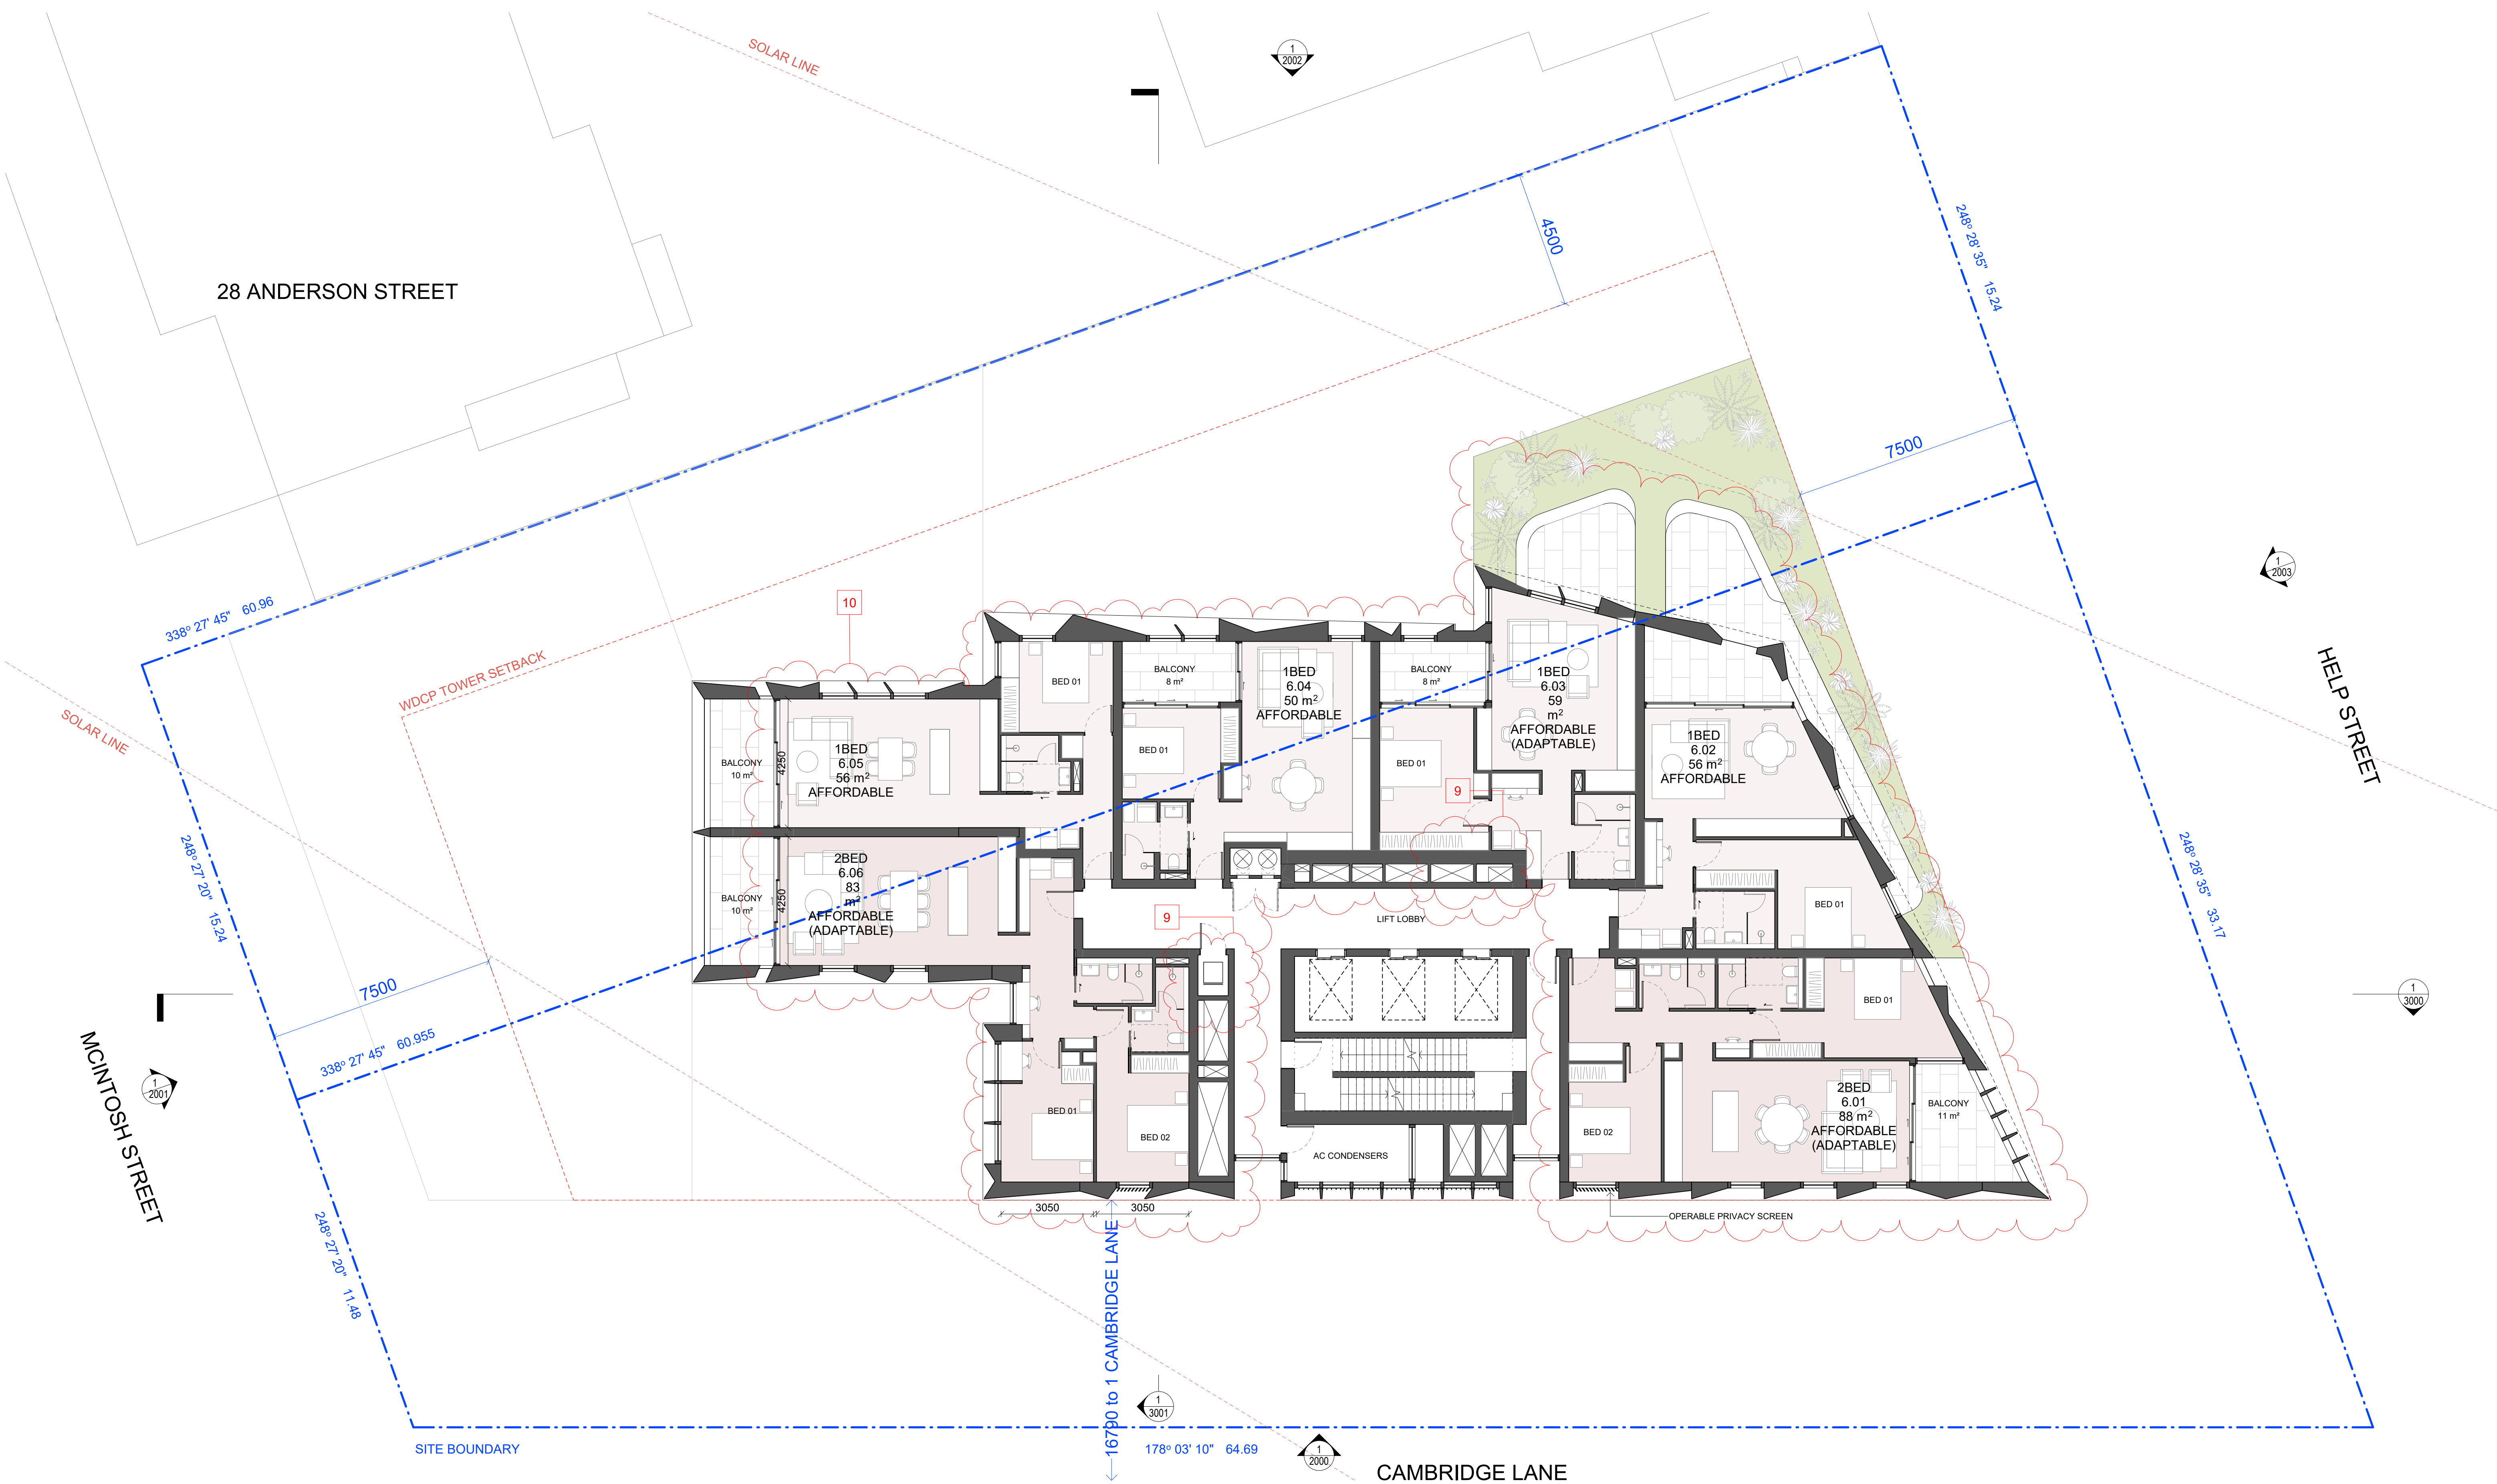 SOLAR LINE
1
2002
28 ANDERSON STREET
4500
248° 28' 35" 15.24
7500
1
2003
338° 27' 45" 60.96
10
WDCP TOWER SETBACK
SOLAR LINE
HELP STREET
BED 01
BALCONY
8 m²
1BED
6.04
50 m²
AFFORDABLE
BALCONY
8 m²
1BED
6.03
59
m²
AFFORDABLE
(ADAPTABLE)
BALCONY
10 m²
4250
1BED
6.05
56 m²
AFFORDABLE
BED 01
BED 01
9
1BED
6.02
56 m²
AFFORDABLE
248° 27' 20" 15.24
BALCONY
10 m²
4250
2BED
6.06
83
m²
AFFORDABLE
(ADAPTABLE)
9
LIFT LOBBY
BED 01
248° 28' 35" 33.17
7500
338° 27' 45" 60.955
BED 01
1
3000
MCINTOSH STREET
1
2001
BED 01
BED 02
AC CONDENSERS
BED 02
2BED
6.01
88 m²
AFFORDABLE
(ADAPTABLE)
BALCONY
11 m²
3050
3050
OPERABLE PRIVACY SCREEN
248° 27' 20" 11.48
16790 to 1 CAMBRIDGE LANE
1
3001
SITE BOUNDARY
178° 03' 10" 64.69
1
2000
CAMBRIDGE LANE